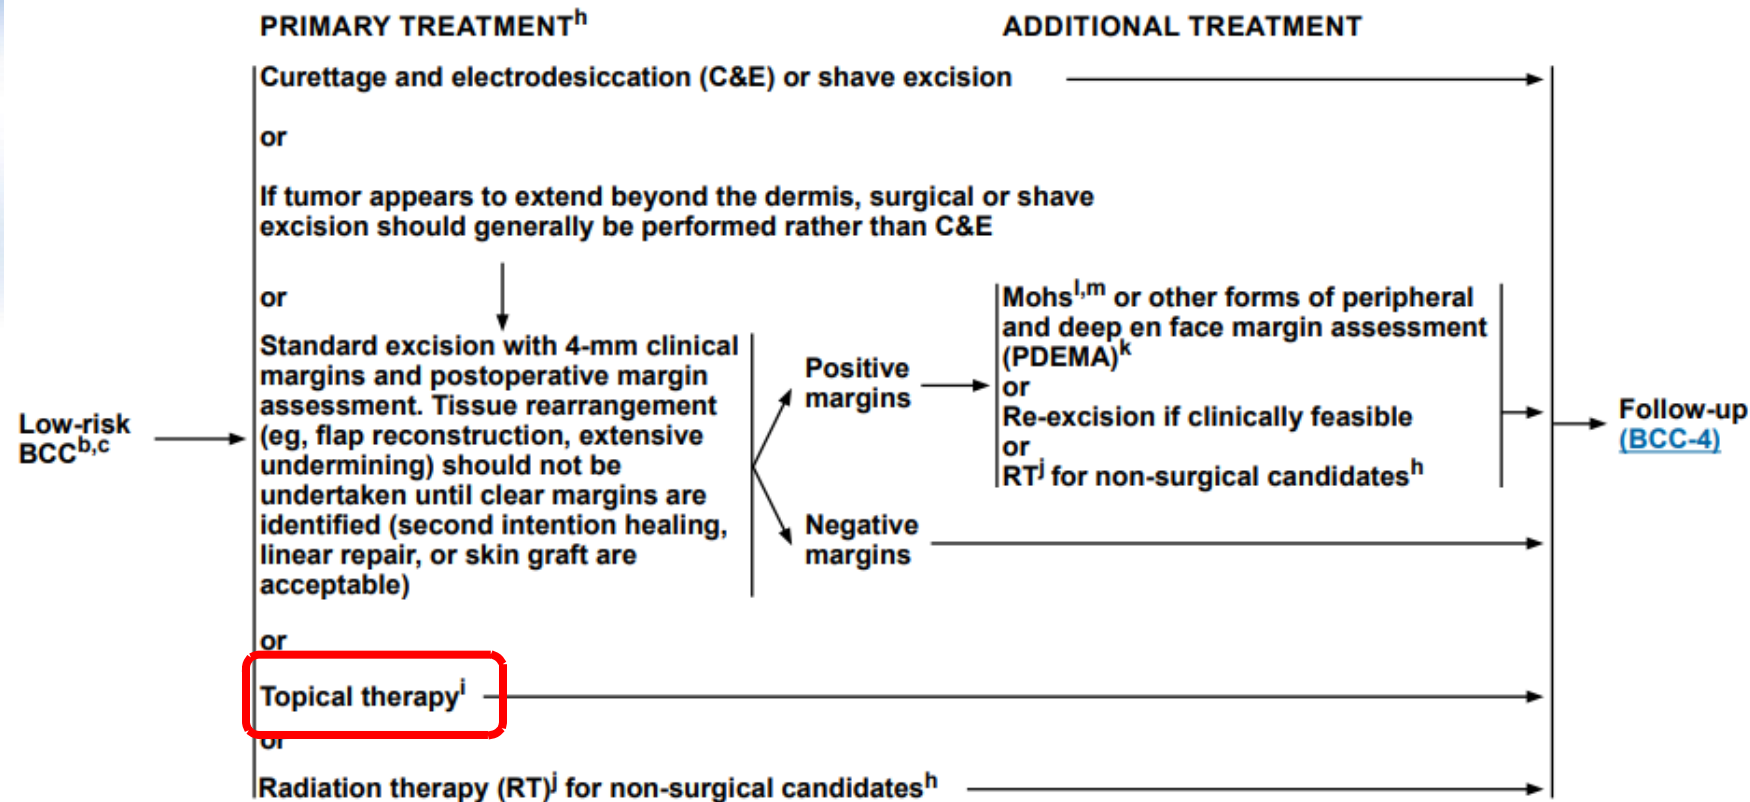 PRIMARY TREATMENTh
ADDITIONAL TREATMENT
Curettage and electrodesiccation (C&E) or shave excision
or
If tumor appears to extend beyond the dermis, surgical or shave
excision should generally be performed rather than C&E
or
Standard excision with 4-mm clinical
margins and postoperative margin
assessment. Tissue rearrangement
(eg, flap reconstruction, extensive
undermining) should not be
undertaken until clear margins are
identified (second intention healing,
linear repair, or skin graft are
acceptable)
Low-risk
BCCb,c
Positive
margins
Negative
margins
Mohsl,m or other forms of peripheral
and deep en face margin assessment
(PDEMA)k
or
Re-excision if clinically feasible
or
RTj for non-surgical candidatesh
Follow-up
(BCC-4)
or
Topical therapyi
or
Radiation therapy (RT)j for non-surgical candidatesh